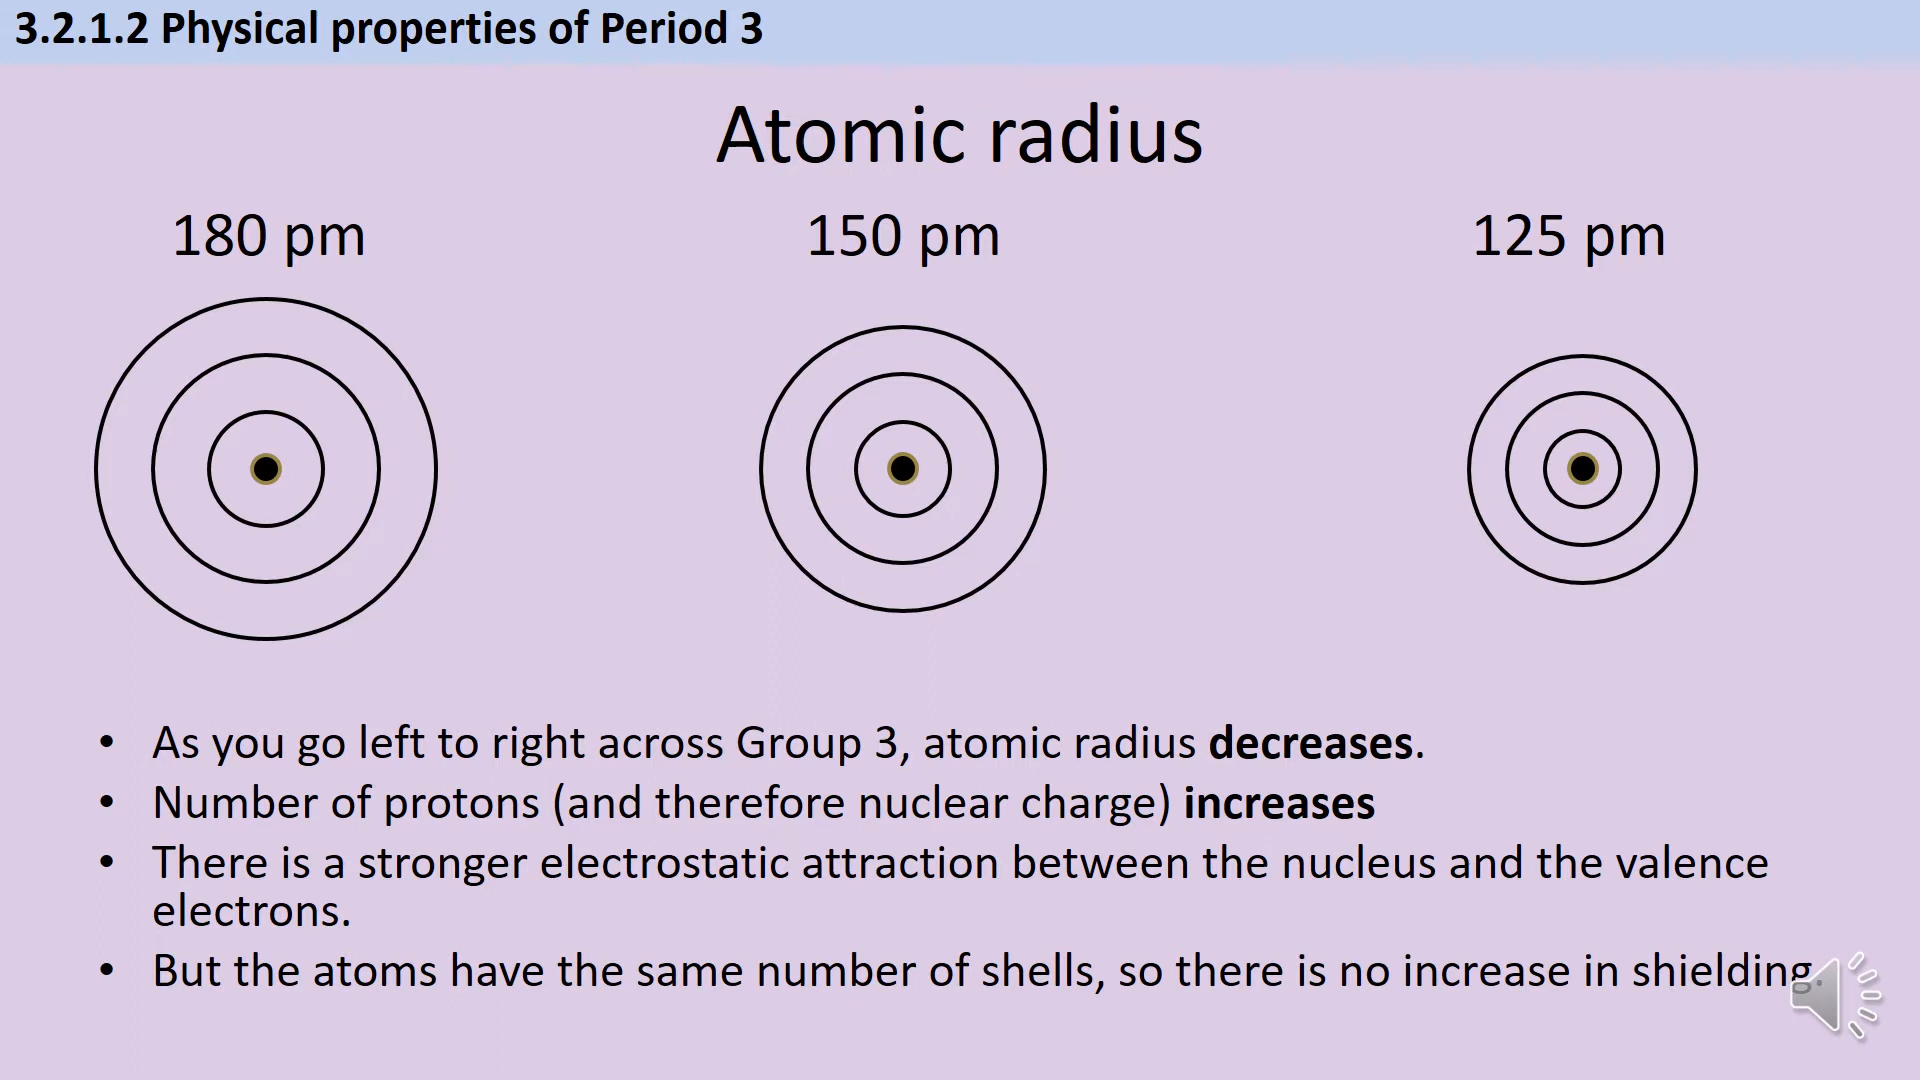 3.2.1.2 Physical properties of Period 3
Atomic radius
180 pm
150 pm
125 pm
• As you go left to right across Group 3, atomic radius decreases.
• Number of protons (and therefore nuclear charge) increases
• There is a stronger electrostatic attraction between the nucleus and the valence
electrons.
• But the atoms have the same number of shells, so there is no increase in shielding.